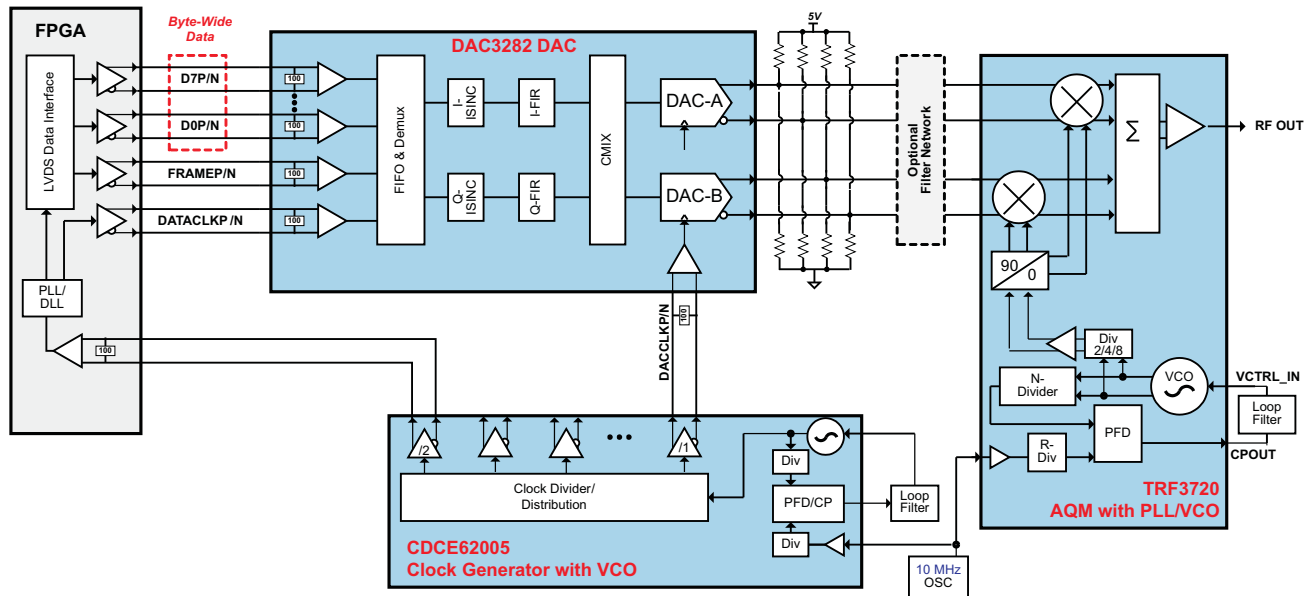 FPGA
LVDS Data Interface
PLL/
DLL
100
Byte-Wide
Data
D7P/N
D0P/N
FRAMEP/N
DATACLKP/N
DAC3282 DAC
100
100
100
100
FIFO & Demux
I-
ISINC
I-FIR
Q-
ISINC
Q-FIR
CMIX
DAC-A
DAC-B
DACCLKP/N
100
5V
Optional
Filter Network
Σ
RF OUT
90
0
Div
2/4/8
N-
Divider
VCO
VCTRL_IN
Loop
Filter
PFD
R-
Div
CPOUT
TRF3720
AQM with PLL/VCO
/2
/1
Clock Divider/
Distribution
Div
PFD/CP
Loop
Filter
Div
CDCE62005
Clock Generator with VCO
10 MHz
OSC